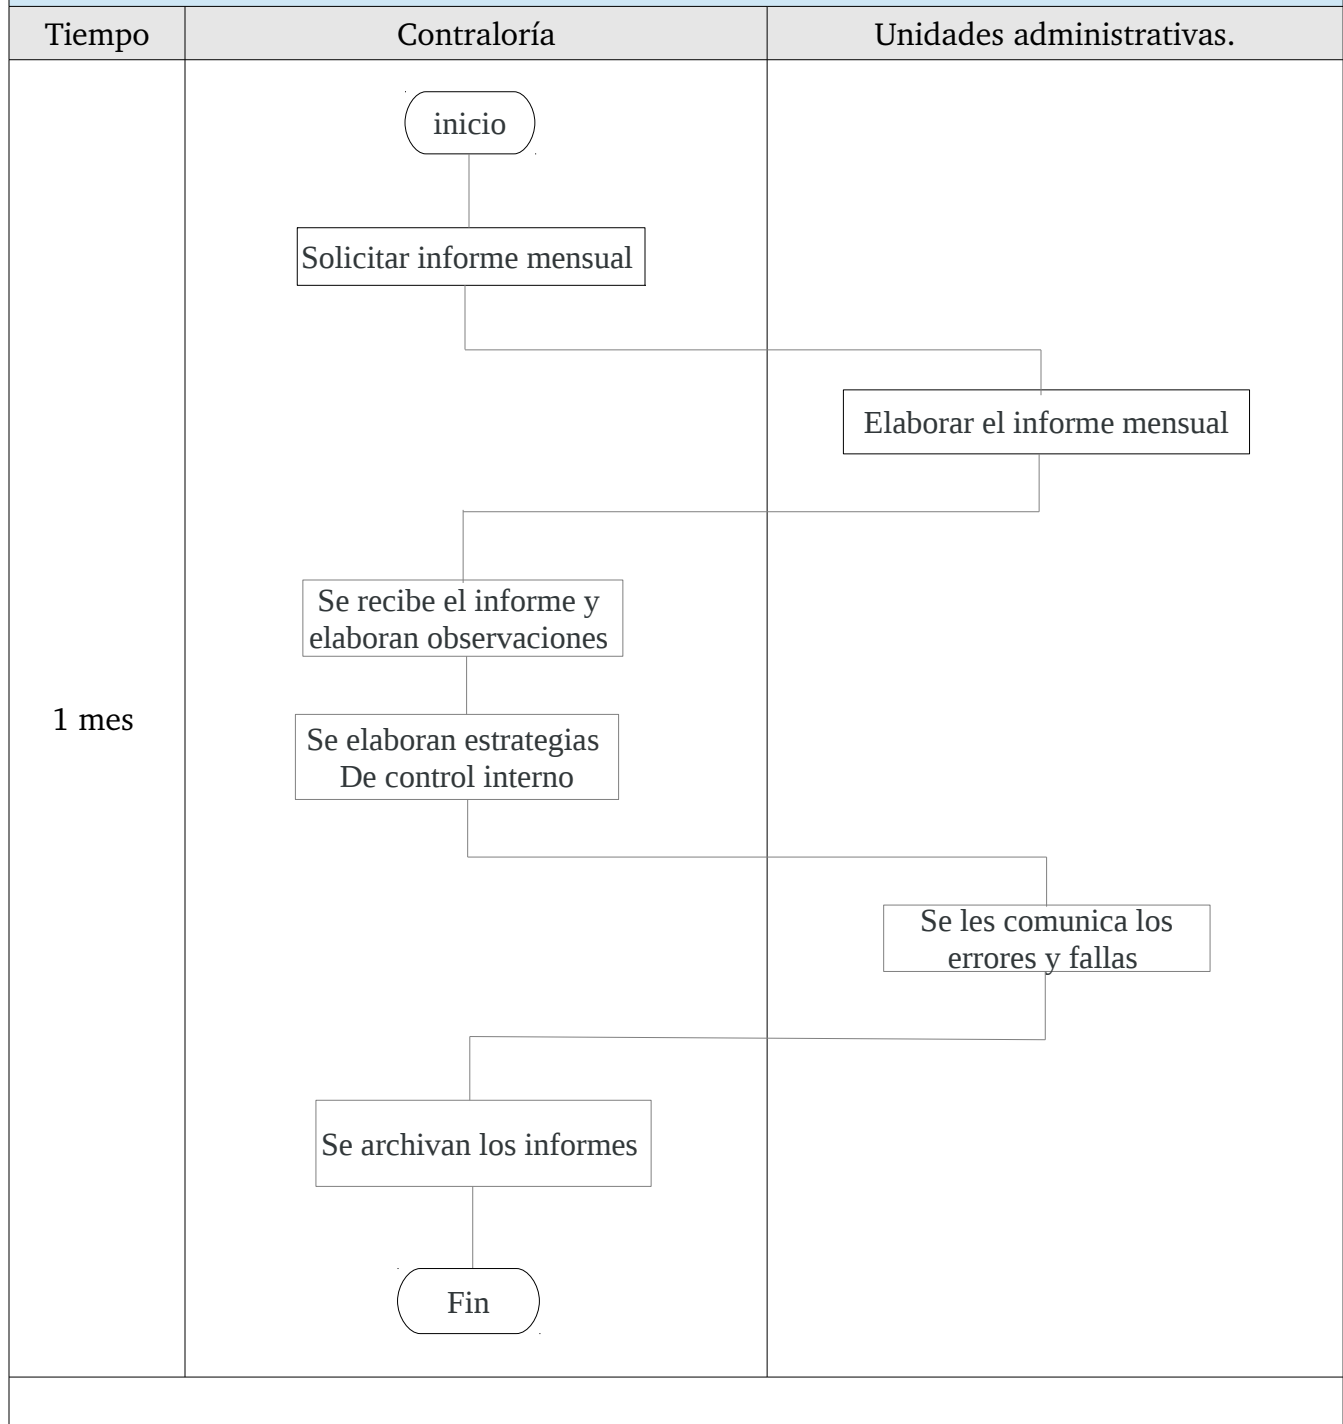 Tiempo
Contraloría
Unidades administrativas.
inicio
Solicitar informe mensual
Elaborar el informe mensual
Se recibe el informe y
elaboran observaciones
1 mes
Se elaboran estrategias
De control interno
Se les comunica los
errores y fallas
Se archivan los informes
Fin